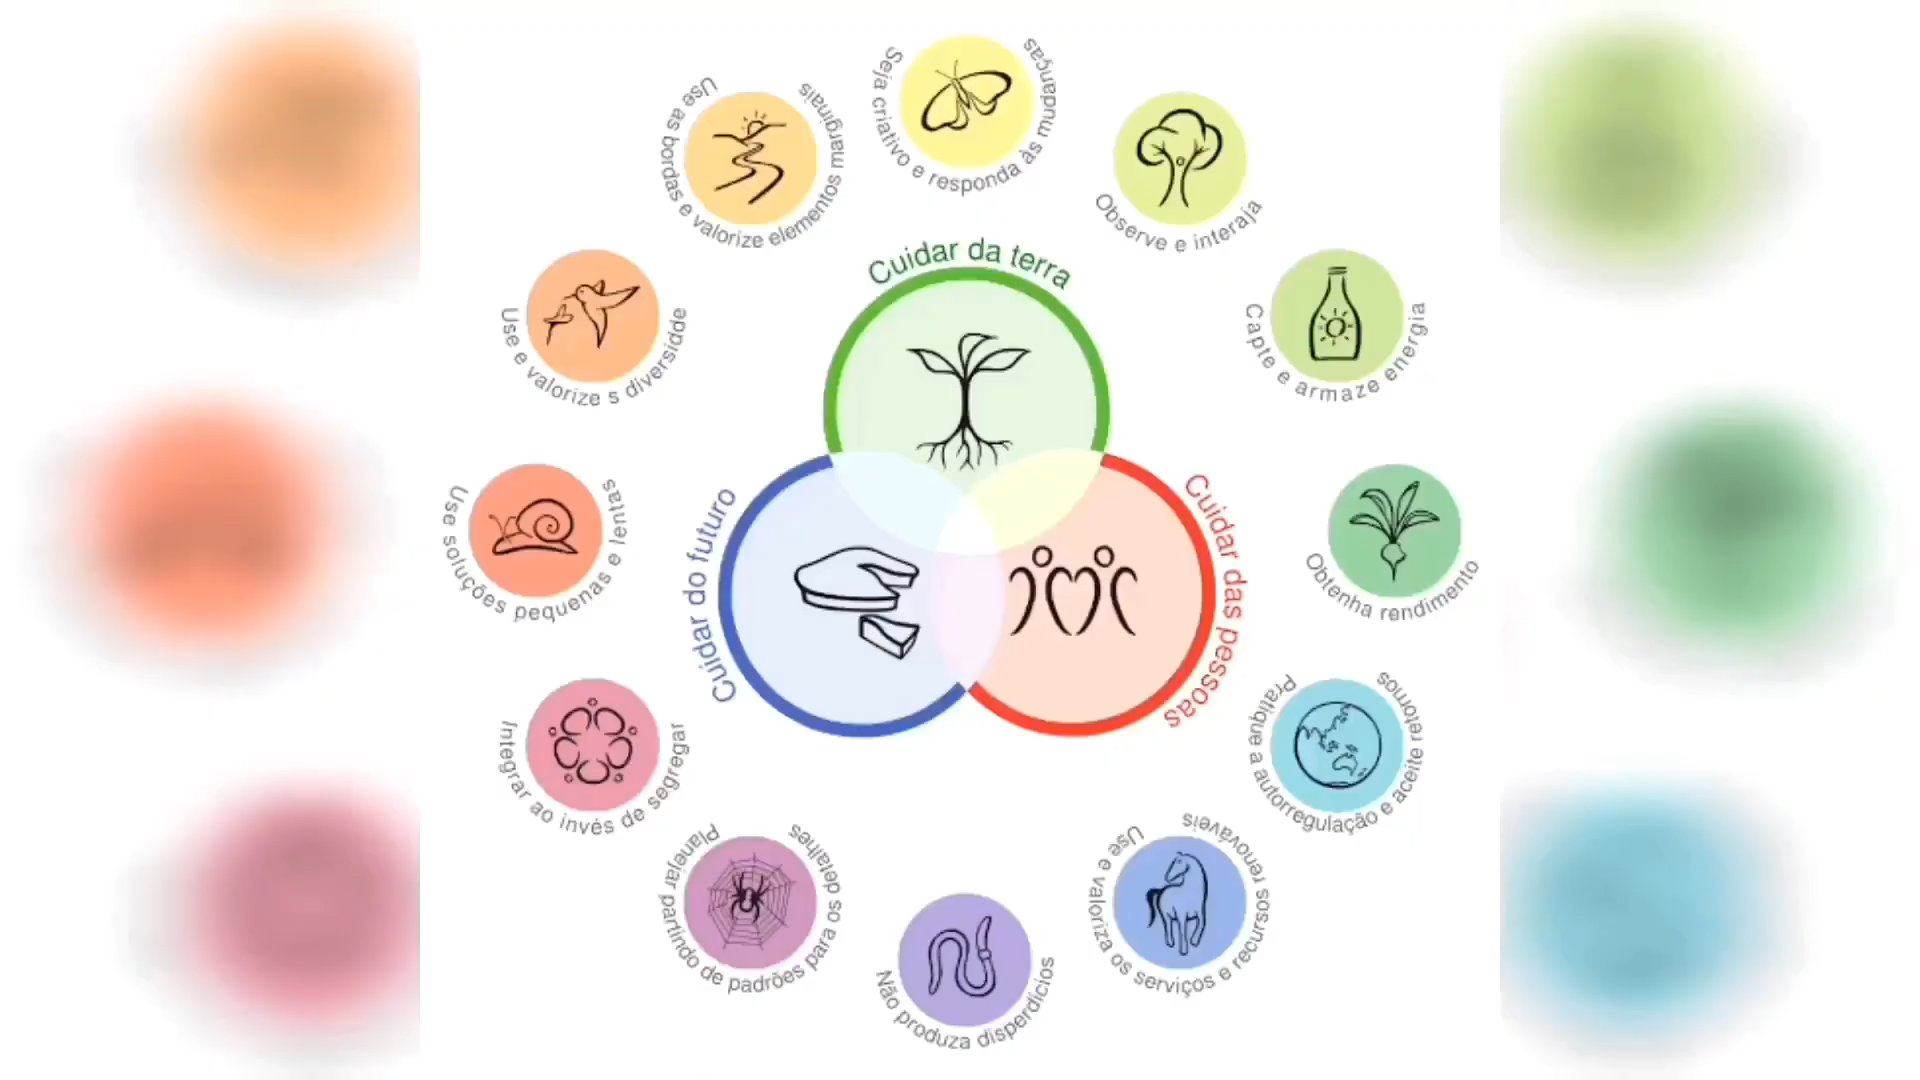 Seja criativo e responda às mudanças
Observe e interaja
Capte e armaze energia
Obtenha rendimento
Pratique a autorregulação e aceite retornos
Use e valoriza os serviços e recursos renováveis
Não produza disperdícios
Planejar partindo de padrões para os detalhes
Integrar ao invés de segregar
Use soluções pequenas e lentas
Use e valorize s diversidde
Use as bordas e valorize elementos marginais
Cuidar da terra
Cuidar das pessoas
Cuidar do futuro